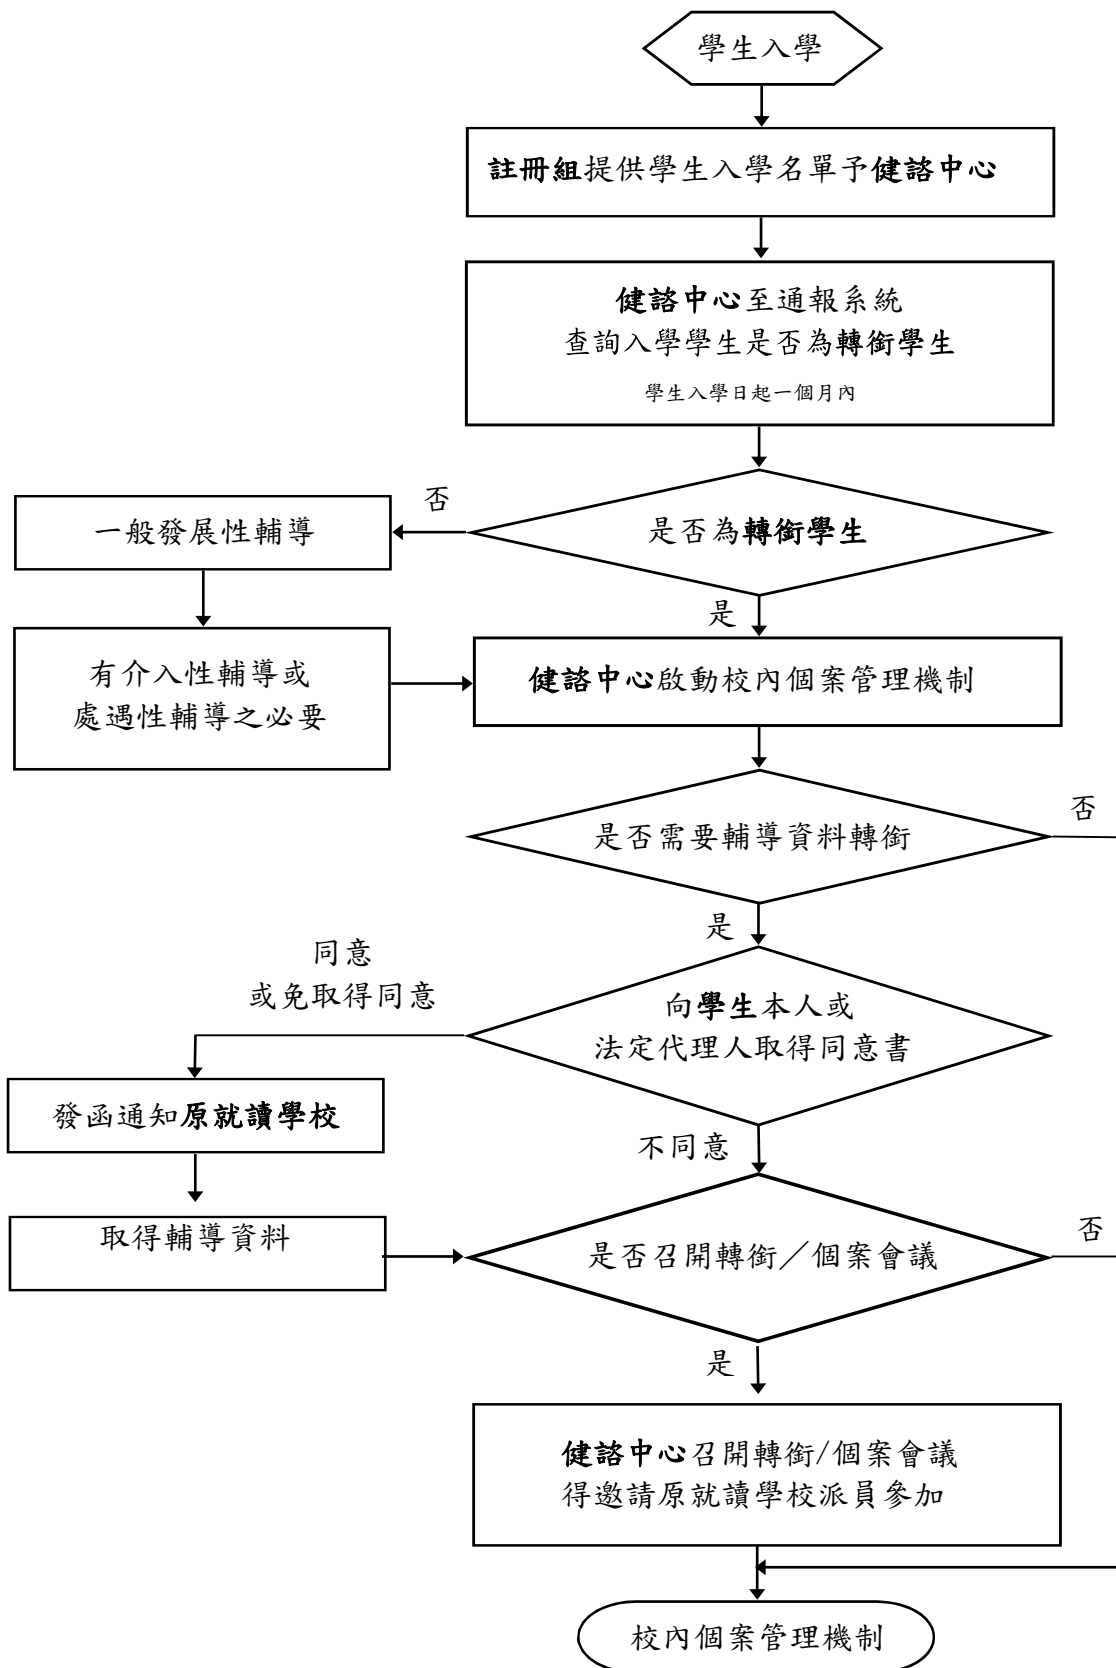 學生入學
註冊組提供學生入學名單予健諮中心
健諮中心至通報系統
查詢入學學生是否為轉銜學生
學生入學日起一個月內
否
一般發展性輔導
是否為轉銜學生
是
有介入性輔導或
處遇性輔導之必要
健諮中心啟動校內個案管理機制
否
是否需要輔導資料轉銜
是
同意
或免取得同意
向學生本人或
法定代理人取得同意書
發函通知原就讀學校
不同意
取得輔導資料
否
是否召開轉銜／個案會議
是
健諮中心召開轉銜/個案會議
得邀請原就讀學校派員參加
校內個案管理機制